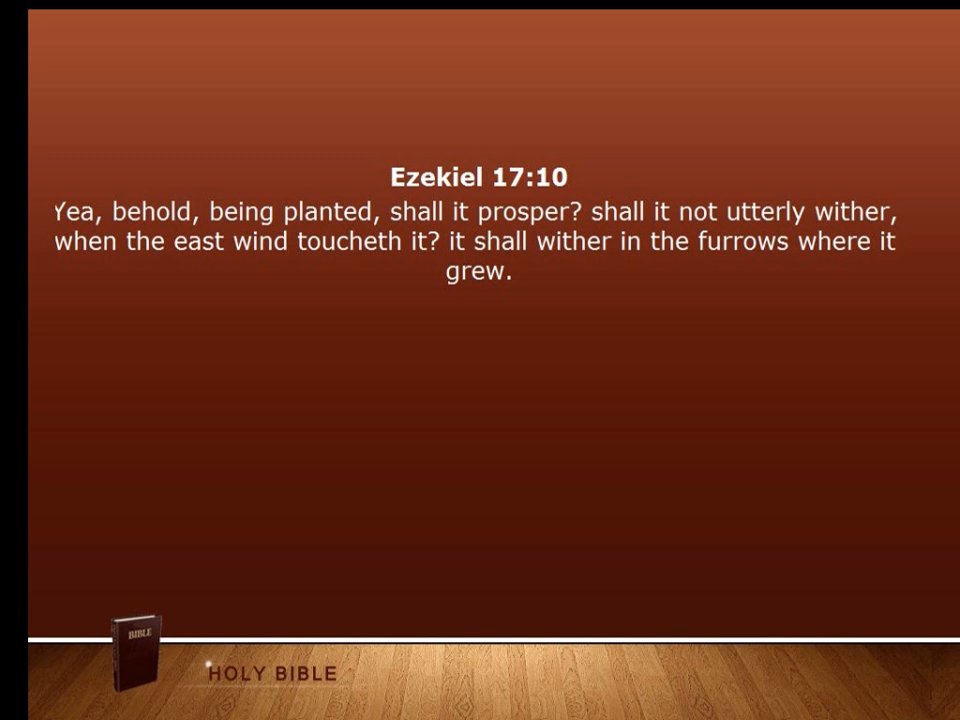 Ezekiel 17:10
Yea, behold, being planted, shall it prosper? shall it not utterly wither,
when the east wind toucheth it? it shall wither in the furrows where it
grew.
BIBLE
HOLY BIBLE